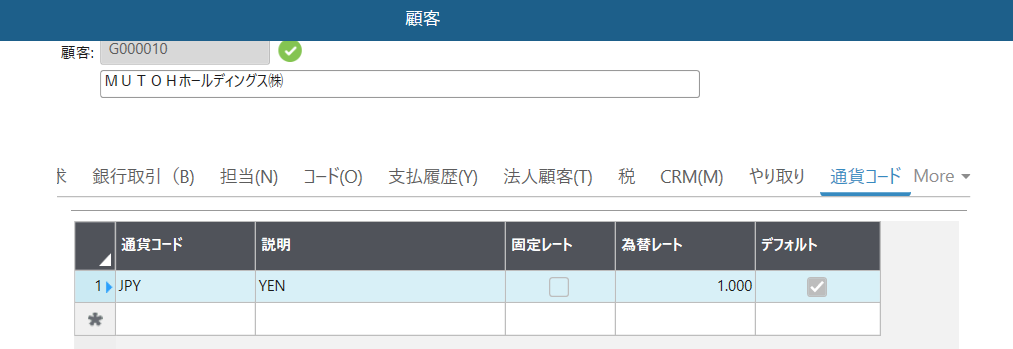 顧客
顧客: G000010
MUTOHホールディングス㈱
求 銀行取引（B) 担当(N) コード(O) 支払履歴(Y) 法人顧客(T) 税 CRM(M) やり取り 通貨コード More
通貨コード 説明 固定レート 為替レート デフォルト
1 JPY YEN 1.000